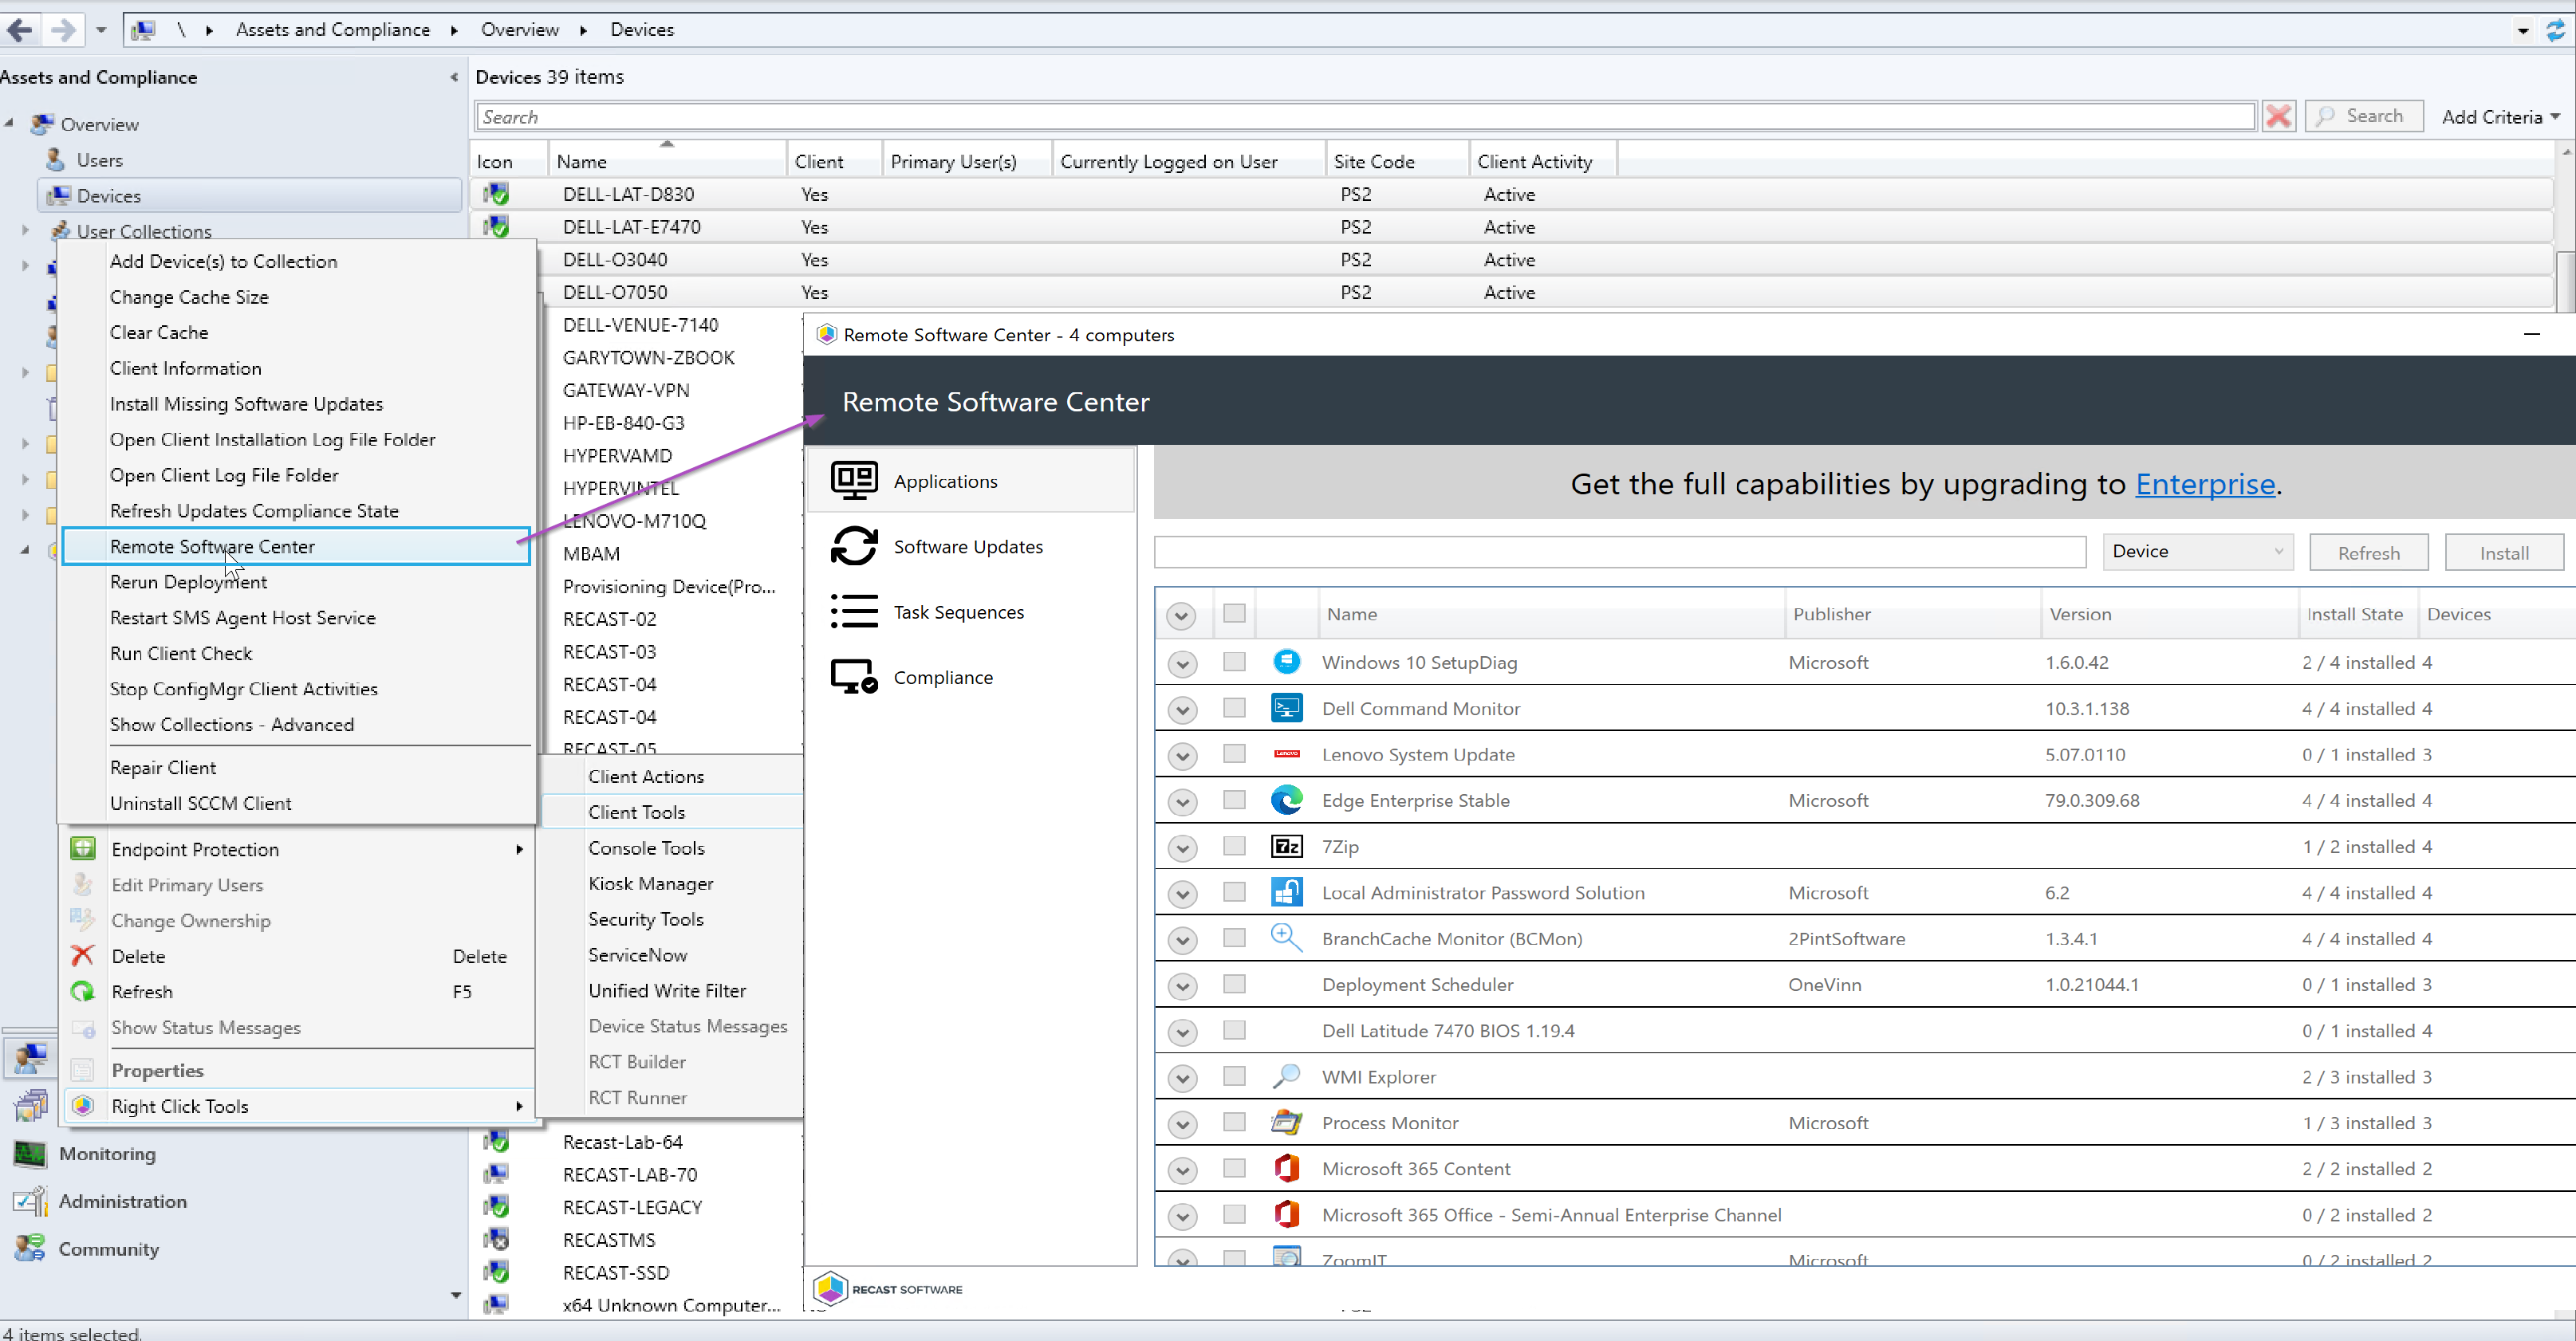 \ Assets and Compliance Overview Devices
Assets and Compliance
Overview
Users
Devices
User Collections
Add Device(s) to Collection
Change Cache Size
Clear Cache
Client Information
Install Missing Software Updates
Open Client Installation Log File Folder
Open Client Log File Folder
Refresh Updates Compliance State
Remote Software Center
Rerun Deployment
Restart SMS Agent Host Service
Run Client Check
Stop ConfigMgr Client Activities
Show Collections - Advanced
Repair Client
Uninstall SCCM Client
Endpoint Protection
Edit Primary Users
Change Ownership
Delete Delete
Refresh F5
Show Status Messages
Properties
Right Click Tools
Monitoring
Administration
Community
4 items selected.
Client Actions
Client Tools
Console Tools
Kiosk Manager
Security Tools
ServiceNow
Unified Write Filter
Device Status Messages
RCT Builder
RCT Runner
Devices 39 items
Search Search Add Criteria
Icon Name Client Primary User(s) Currently Logged on User Site Code Client Activity
DELL-LAT-D830 Yes PS2 Active
DELL-LAT-E7470 Yes PS2 Active
DELL-O3040 Yes PS2 Active
DELL-O7050 Yes PS2 Active
DELL-VENUE-7140
GARYTOWN-ZBOOK
GATEWAY-VPN
HP-EB-840-G3
HYPERVAMD
HYPERVINTEL
LENOVO-M710Q
MBAM
Provisioning Device(Pro...
RECAST-02
RECAST-03
RECAST-04
RECAST-04
RECAST-05
Recast-Lab-64
RECAST-LAB-70
RECAST-LEGACY
RECASTMS
RECAST-SSD
x64 Unknown Computer...
Remote Software Center - 4 computers
Remote Software Center
Applications
Software Updates
Task Sequences
Compliance
RECAST SOFTWARE
Get the full capabilities by upgrading to Enterprise.
Device Refresh Install
Name Publisher Version Install State Devices
Windows 10 SetupDiag Microsoft 1.6.0.42 2 / 4 installed 4
Dell Command Monitor 10.3.1.138 4 / 4 installed 4
Lenovo Lenovo System Update 5.07.0110 0 / 1 installed 3
Edge Enterprise Stable Microsoft 79.0.309.68 4 / 4 installed 4
7z 7Zip 1 / 2 installed 4
Local Administrator Password Solution Microsoft 6.2 4 / 4 installed 4
BranchCache Monitor (BCMon) 2PintSoftware 1.3.4.1 4 / 4 installed 4
Deployment Scheduler OneVinn 1.0.21044.1 0 / 1 installed 3
Dell Latitude 7470 BIOS 1.19.4 0 / 1 installed 4
WMI Explorer 2 / 3 installed 3
Process Monitor Microsoft 1 / 3 installed 3
Microsoft 365 Content 2 / 2 installed 2
Microsoft 365 Office - Semi-Annual Enterprise Channel 0 / 2 installed 2
ZoomIT Microsoft 0 / 2 installed 2